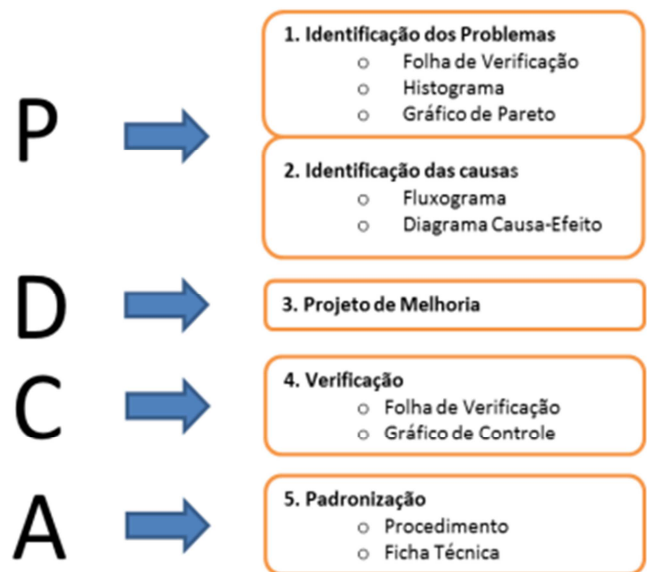 P
1. Identificação dos Problemas
o Folha de Verificação
o Histograma
o Gráfico de Pareto
2. Identificação das causas
o Fluxograma
o Diagrama Causa-Efeito
D
3. Projeto de Melhoria
C
4. Verificação
o Folha de Verificação
o Gráfico de Controle
A
5. Padronização
o Procedimento
o Ficha Técnica